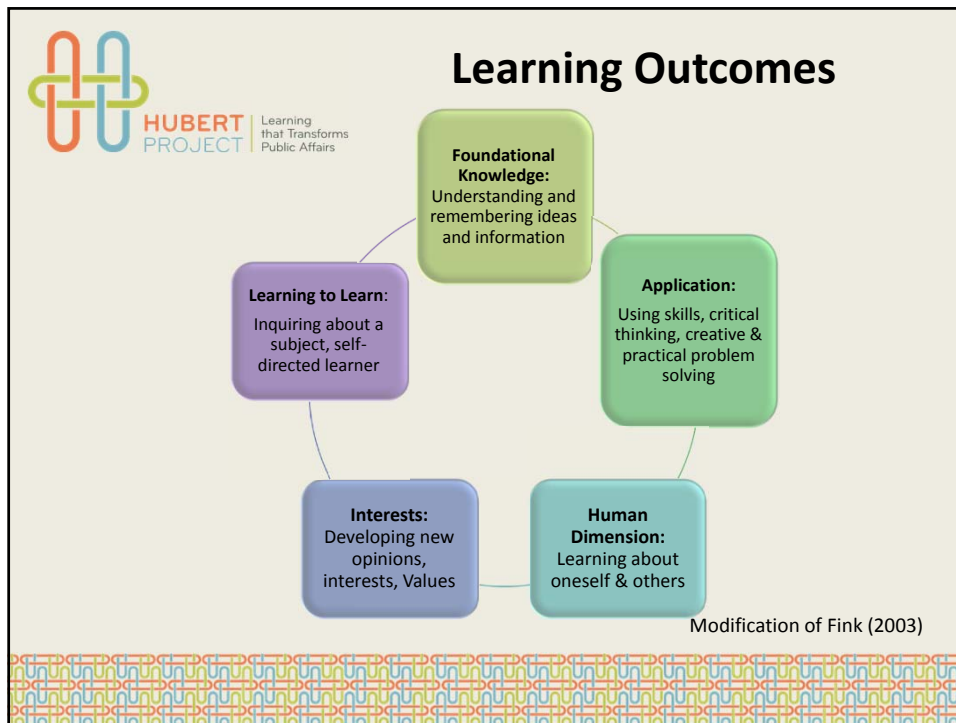 Learning Outcomes
HUBERT
PROJECT
Learning
that Transforms
Public Affairs
Foundational
Knowledge:
Understanding and
remembering ideas
and information
Application:
Using skills, critical
thinking, creative &
practical problem
solving
Human
Dimension:
Learning about
oneself & others
Interests:
Developing new
opinions,
interests, Values
Learning to Learn:
Inquiring about a
subject, self-
directed learner
Modification of Fink (2003)